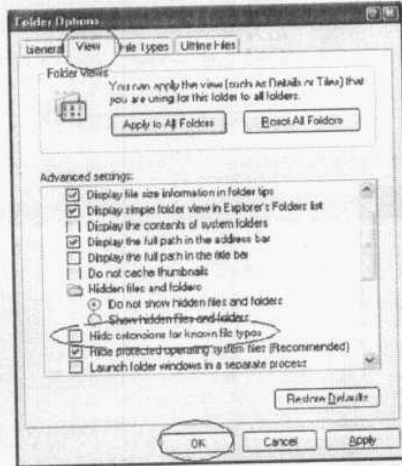 Folder Options
General View File Types Offline Files
Folder Views
You can apply the view (such as Details or Tiles) that
you are using for this folder to all folders.
Apply to All Folders Reset All Folders
Advanced settings:
Display file size information in folder tips
Display simple folder view in Explorer's Folders list
Display the contents of system folders
Display the full path in the address bar
Display the full path in the title bar
Do not cache thumbnails
Hidden files and folders
Do not show hidden files and folders
Show hidden files and folders
Hide extensions for known file types
Hide protected operating system files (Recommended)
Launch folder windows in a separate process
Restore Defaults
OK Cancel Apply